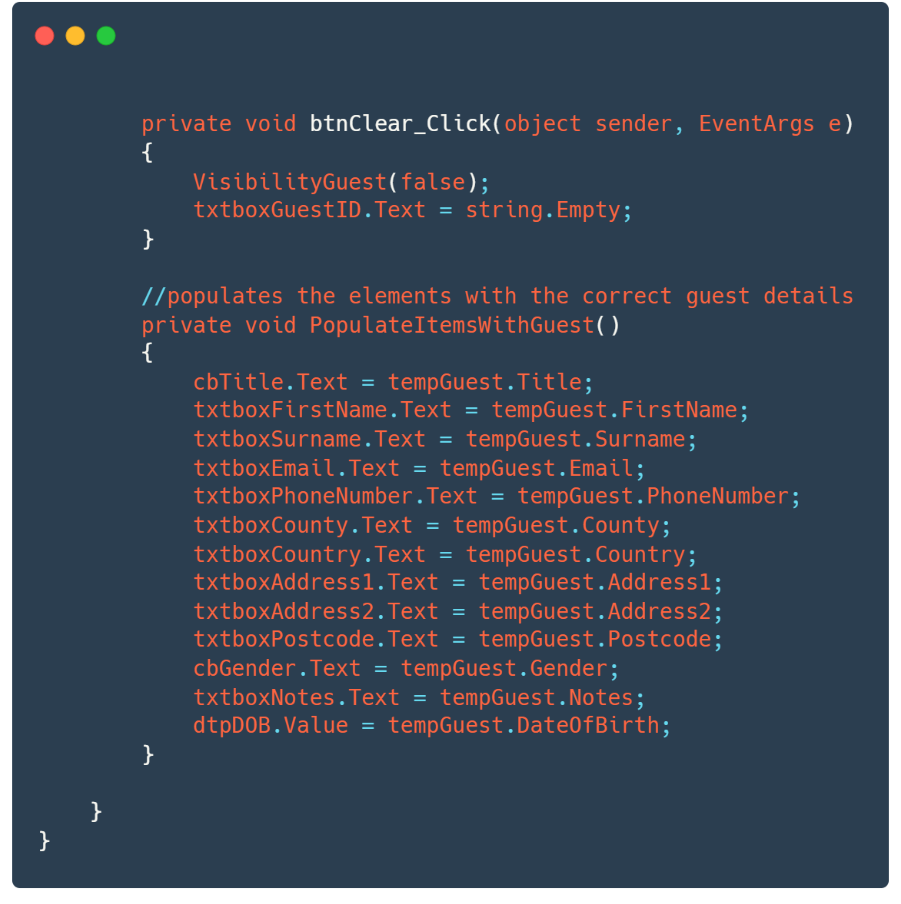 private void btnClear_Click(object sender, EventArgs e)
{
VisibilityGuest(false);
txtboxGuestID.Text = string.Empty;
}
//populates the elements with the correct guest details
private void PopulateItemsWithGuest()
{
cbTitle.Text = tempGuest.Title;
txtboxFirstName.Text = tempGuest.FirstName;
txtboxSurname.Text = tempGuest.Surname;
txtboxEmail.Text = tempGuest.Email;
txtboxPhoneNumber.Text = tempGuest.PhoneNumber;
txtboxCounty.Text = tempGuest.County;
txtboxCountry.Text = tempGuest.Country;
txtboxAddress1.Text = tempGuest.Address1;
txtboxAddress2.Text = tempGuest.Address2;
txtboxPostcode.Text = tempGuest.Postcode;
cbGender.Text = tempGuest.Gender;
txtboxNotes.Text = tempGuest.Notes;
dtpDOB.Value = tempGuest.DateOfBirth;
}
}
}